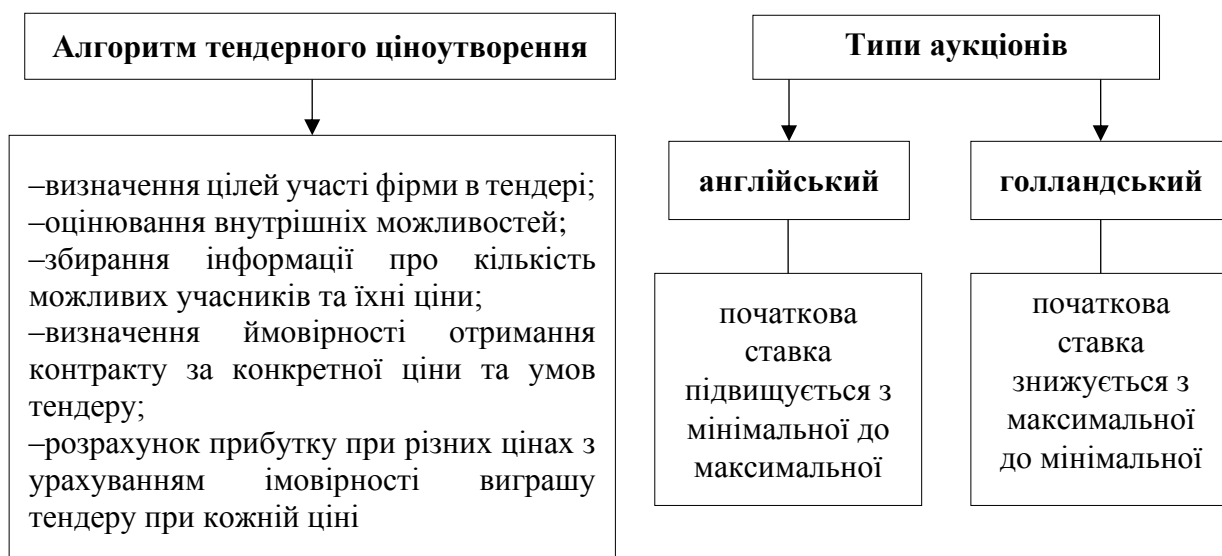 Алгоритм тендерного ціноутворення
–визначення цілей участі фірми в тендері;
–оцінювання внутрішніх можливостей;
–збирання інформації про кількість
можливих учасників та їхні ціни;
–визначення ймовірності отримання
контракту за конкретної ціни та умов
тендеру;
–розрахунок прибутку при різних цінах з
урахуванням імовірності виграшу
тендеру при кожній ціні
Типи аукціонів
англійський
початкова
ставка
підвищується з
мінімальної до
максимальної
голландський
початкова
ставка
знижується з
максимальної
до мінімальної